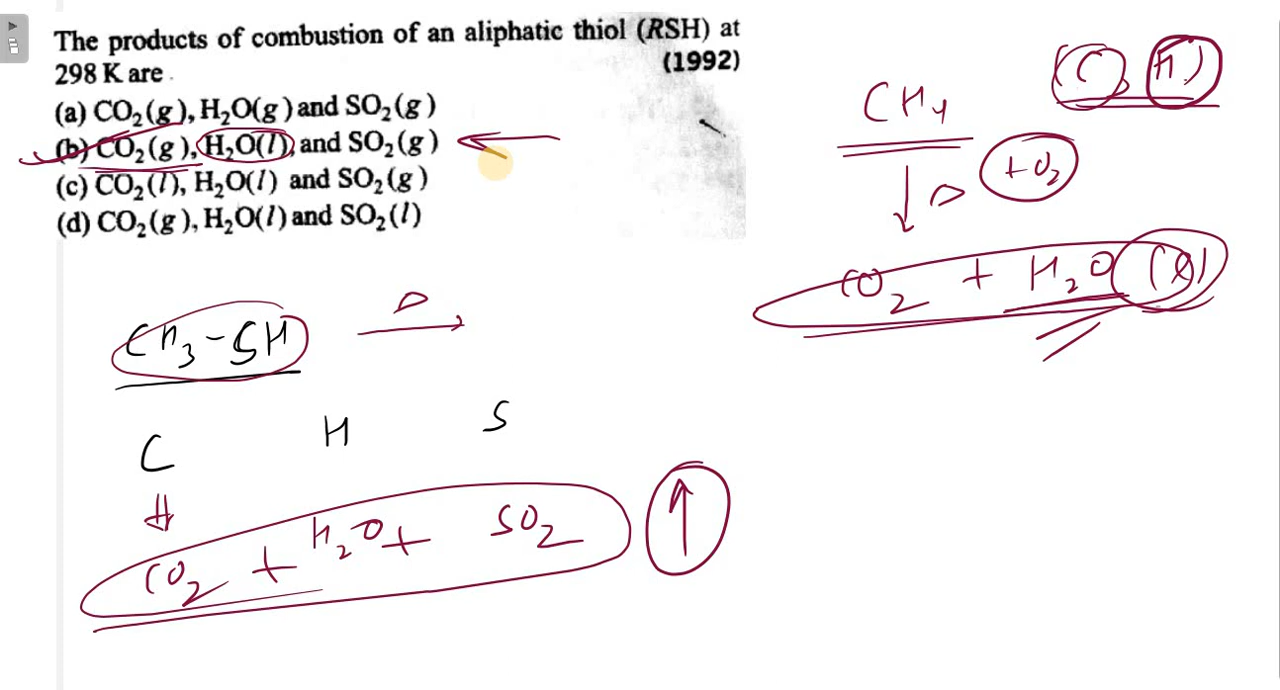 The products of combustion of an aliphatic thiol (RSH) at
298 K are (1992)
(a) CO₂(g), H₂O(g) and SO₂(g)
(b) CO₂(g), H₂O(l), and SO₂(g)
(c) CO₂(l), H₂O(l) and SO₂(g)
(d) CO₂(g), H₂O(l) and SO₂(l)
(C, H)
CH₄
↓ Δ +O₂
CO₂ + H₂O (l)
CH₃-SH Δ→
C H S
CO₂ + H₂O + SO₂ ↑